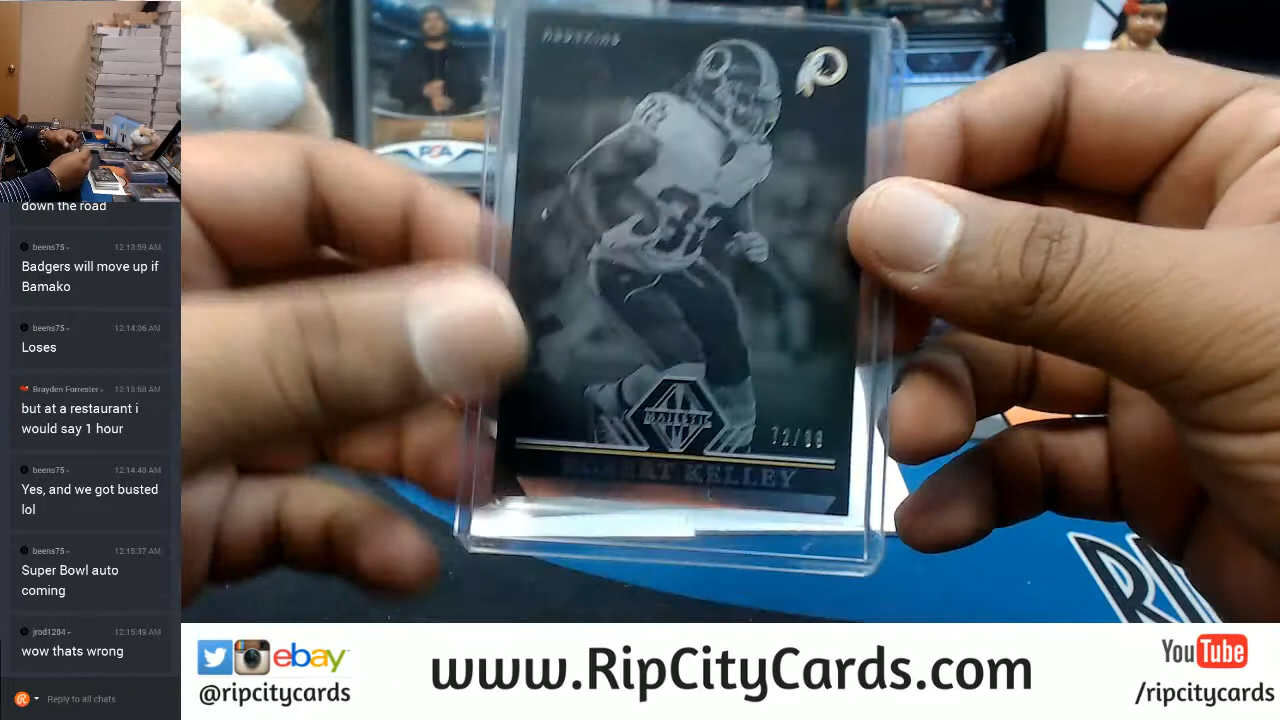 down the road
beens75
12:13:59 AM
Badgers will move up if
Bamako
beens75
12:14:06 AM
Loses
Brayden Forrester
12:13:58 AM
but at a restaurant i
would say 1 hour
beens75
12:14:48 AM
Yes, and we got busted
lol
beens75
12:15:37 AM
Super Bowl auto
coming
jrod1284
12:15:49 AM
wow thats wrong
Reply to all chats
PSA
REDSKINS
MAJESTIC
72/99
ROBERT KELLEY
ebay
@ripcitycards
www.RipCityCards.com
YouTube
/ripcitycards